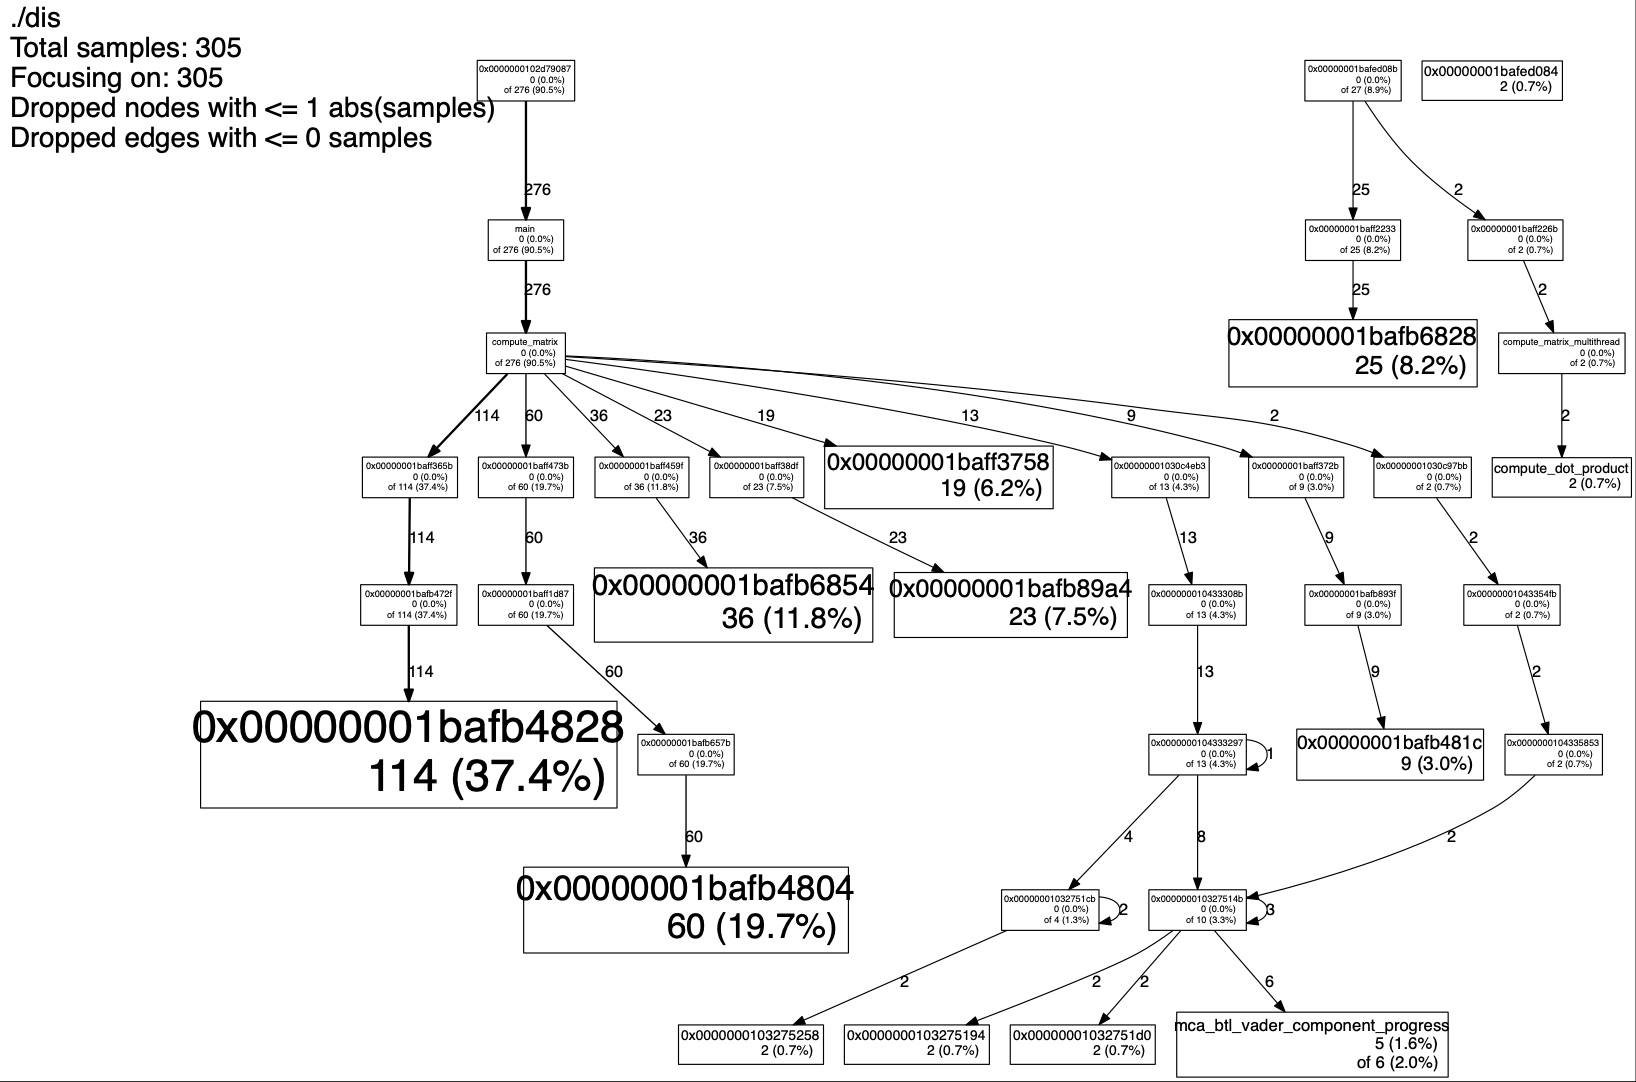 ./dis
Total samples: 305
Focusing on: 305
Dropped nodes with <= 1 abs(samples)
Dropped edges with <= 0 samples
0x0000000102d79087
0 (0.0%)
of 276 (90.5%)
0x00000001bafed08b
0 (0.0%)
of 27 (8.9%)
0x00000001bafed084
2 (0.7%)
276
25
2
main
0 (0.0%)
of 276 (90.5%)
0x00000001baff2233
0 (0.0%)
of 25 (8.2%)
0x00000001baff226b
0 (0.0%)
of 2 (0.7%)
276
25
2
compute_matrix
0 (0.0%)
of 276 (90.5%)
0x00000001bafb6828
25 (8.2%)
compute_matrix_multithread
0 (0.0%)
of 2 (0.7%)
114
60
36
23
19
13
9
2
2
0x00000001baff365b
0 (0.0%)
of 114 (37.4%)
0x00000001baff473b
0 (0.0%)
of 60 (19.7%)
0x00000001baff459f
0 (0.0%)
of 36 (11.8%)
0x00000001baff38df
0 (0.0%)
of 23 (7.5%)
0x00000001baff3758
19 (6.2%)
0x00000001030c4eb3
0 (0.0%)
of 13 (4.3%)
0x00000001baff372b
0 (0.0%)
of 9 (3.0%)
0x00000001030c97bb
0 (0.0%)
of 2 (0.7%)
compute_dot_product
2 (0.7%)
114
60
36
23
13
9
2
0x00000001bafb472f
0 (0.0%)
of 114 (37.4%)
0x00000001baff1d87
0 (0.0%)
of 60 (19.7%)
0x00000001bafb6854
36 (11.8%)
0x00000001bafb89a4
23 (7.5%)
0x000000010433308b
0 (0.0%)
of 13 (4.3%)
0x00000001bafb893f
0 (0.0%)
of 9 (3.0%)
0x00000001043354fb
0 (0.0%)
of 2 (0.7%)
114
60
13
9
2
0x00000001bafb4828
114 (37.4%)
0x00000001bafb657b
0 (0.0%)
of 60 (19.7%)
0x0000000104333297
0 (0.0%)
of 13 (4.3%)
1
0x00000001bafb481c
9 (3.0%)
0x0000000104335853
0 (0.0%)
of 2 (0.7%)
60
4
8
2
0x00000001bafb4804
60 (19.7%)
0x00000001032751cb
0 (0.0%)
of 4 (1.3%)
2
0x000000010327514b
0 (0.0%)
of 10 (3.3%)
3
2
2
2
6
0x0000000103275258
2 (0.7%)
0x0000000103275194
2 (0.7%)
0x00000001032751d0
2 (0.7%)
mca_btl_vader_component_progress
5 (1.6%)
of 6 (2.0%)